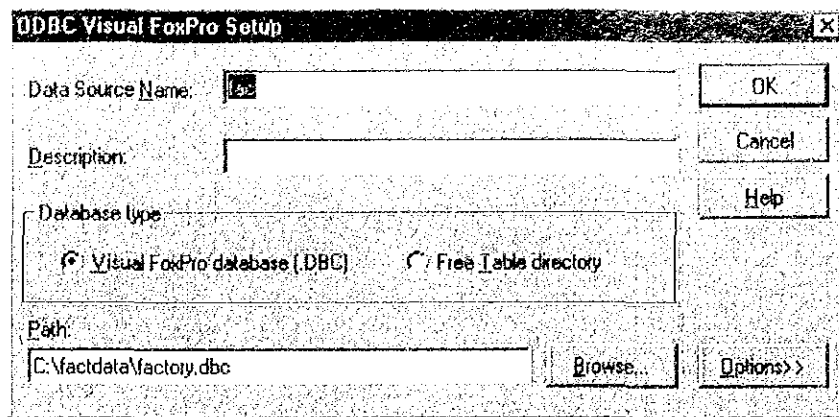 ODBC Visual FoxPro Setup
Data Source Name:
OK
Description:
Cancel
Help
Database type
Visual FoxPro database (.DBC)
Free Table directory
Path:
C:\factdata\factory.dbc
Browse...
Options>>